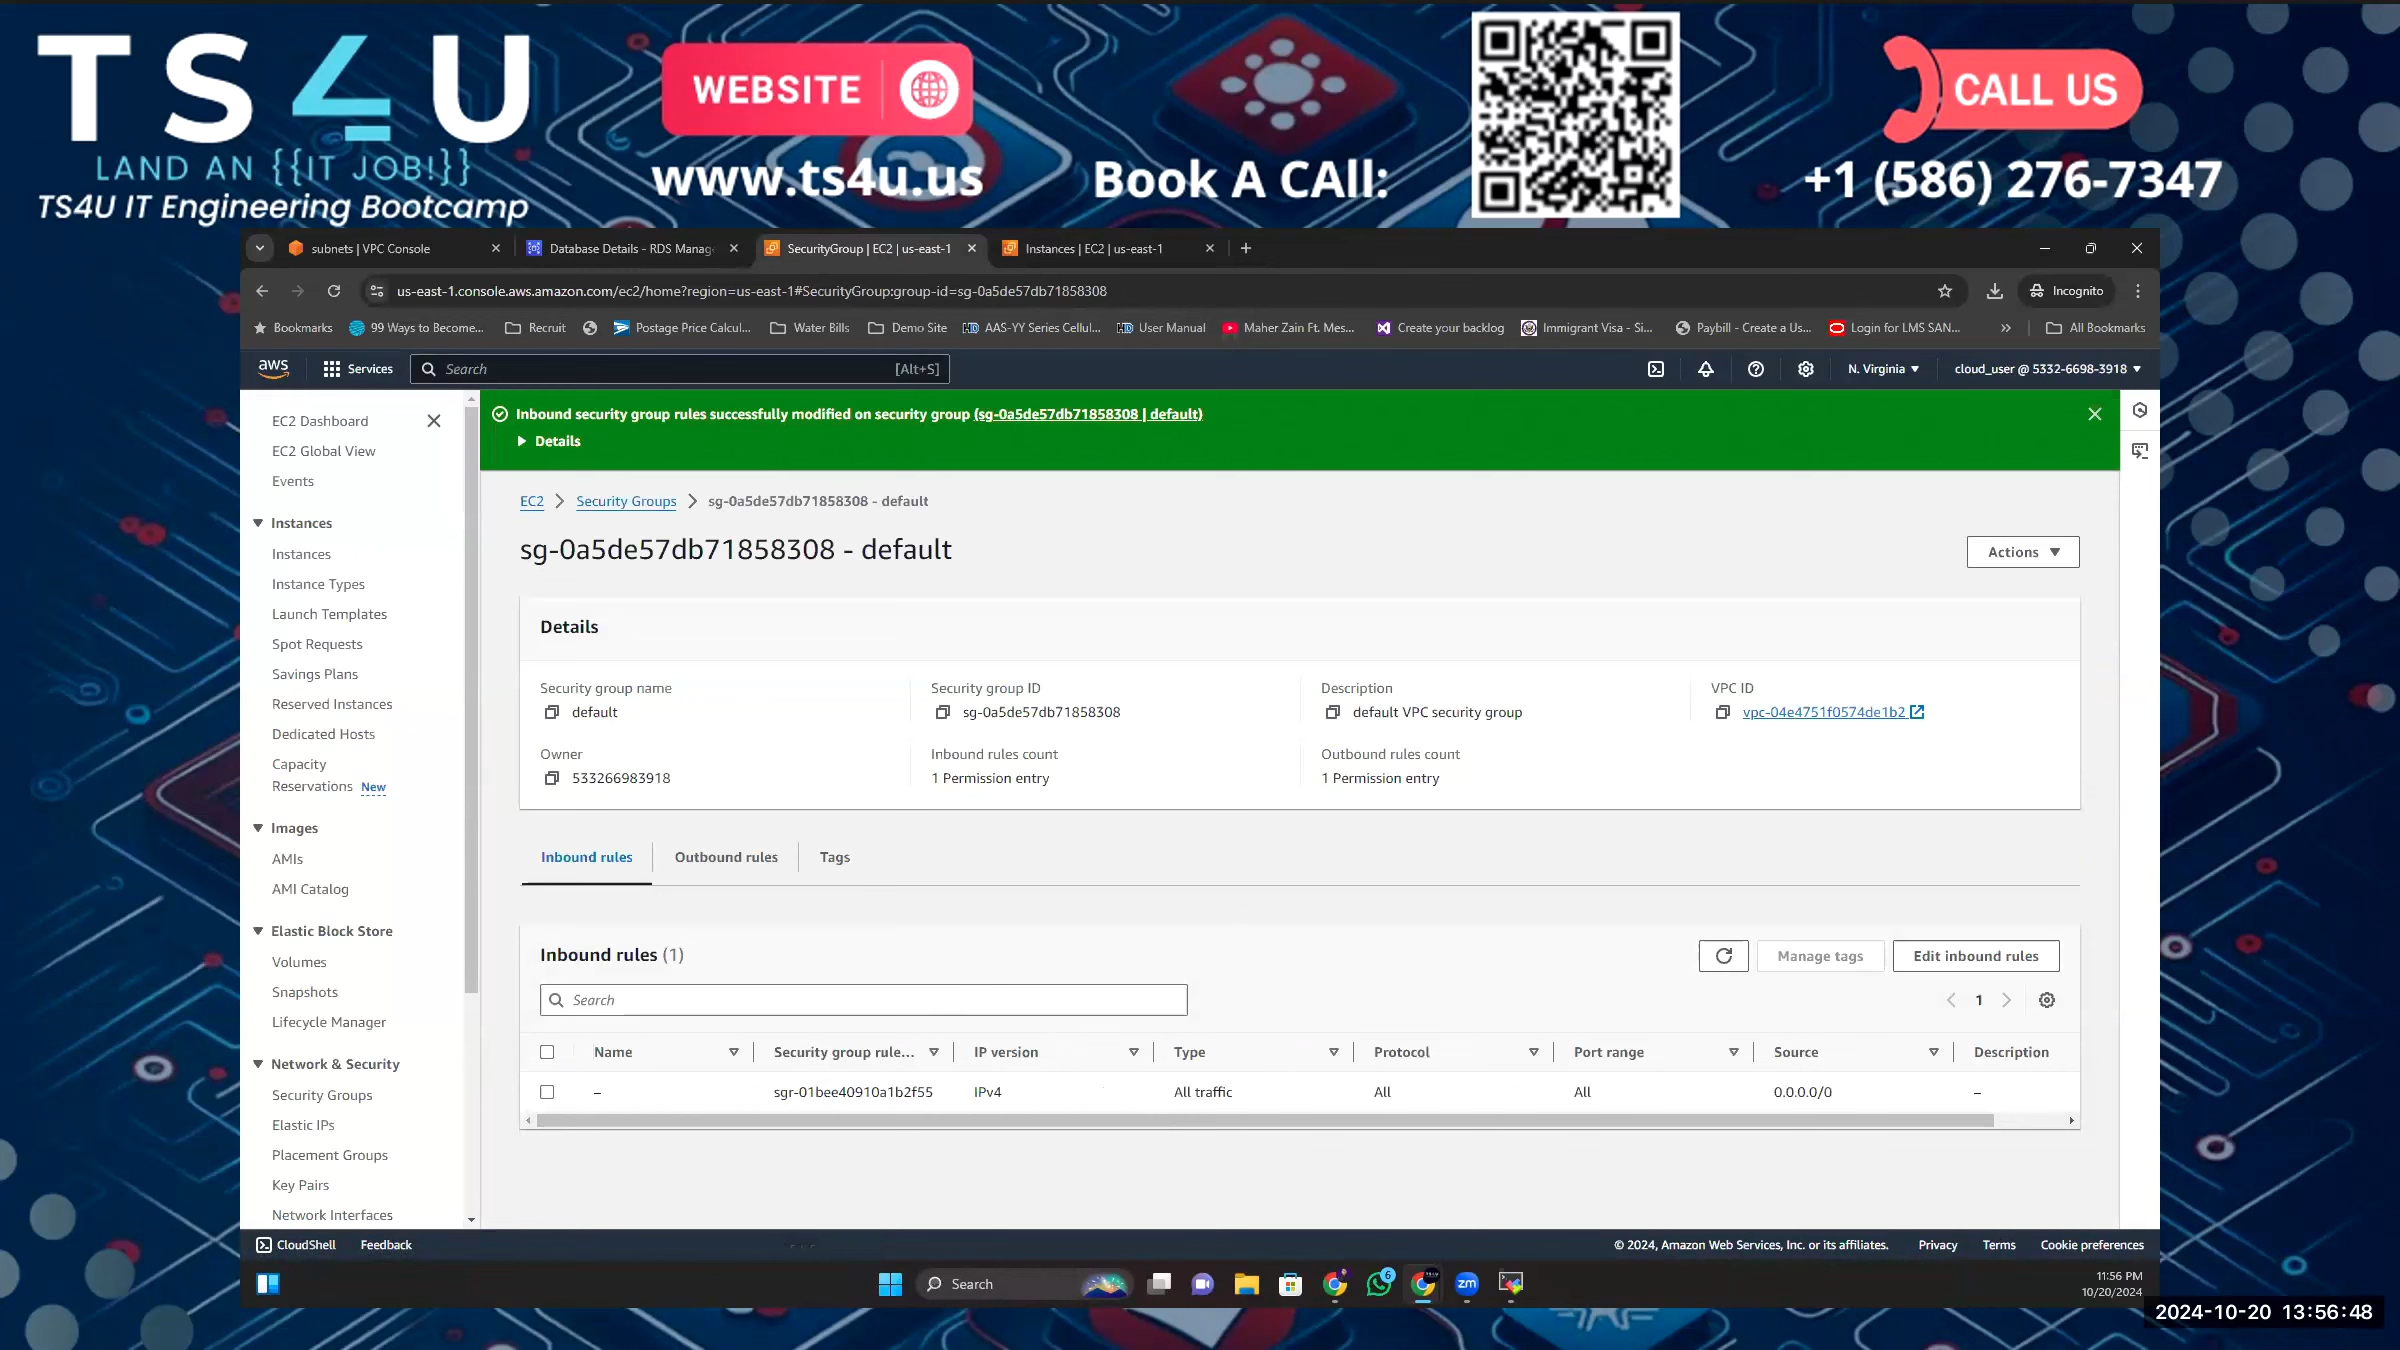 TS4U
LAND AN {{IT JOB!}}
TS4U IT Engineering Bootcamp
WEBSITE
www.ts4u.us
Book A CAll:
CALL US
+1 (586) 276-7347
subnets | VPC Console
Database Details - RDS Manag
SecurityGroup | EC2 | us-east-1
Instances | EC2 | us-east-1
us-east-1.console.aws.amazon.com/ec2/home?region=us-east-1#SecurityGroup:group-id=sg-0a5de57db71858308
Incognito
Bookmarks
99 Ways to Become...
Recruit
Postage Price Calcul...
Water Bills
Demo Site
AAS-YY Series Cellul...
User Manual
Maher Zain Ft. Mes...
Create your backlog
Immigrant Visa - Si...
Paybill - Create a Us...
Login for LMS SAN...
All Bookmarks
aws
Services
Search
[Alt+S]
N. Virginia
cloud_user @ 5332-6698-3918
EC2 Dashboard
EC2 Global View
Events
Instances
Instances
Instance Types
Launch Templates
Spot Requests
Savings Plans
Reserved Instances
Dedicated Hosts
Capacity
Reservations New
Images
AMIs
AMI Catalog
Elastic Block Store
Volumes
Snapshots
Lifecycle Manager
Network & Security
Security Groups
Elastic IPs
Placement Groups
Key Pairs
Network Interfaces
Inbound security group rules successfully modified on security group (sg-0a5de57db71858308 | default)
Details
EC2 > Security Groups > sg-0a5de57db71858308 - default
sg-0a5de57db71858308 - default
Actions
Details
Security group name
default
Security group ID
sg-0a5de57db71858308
Description
default VPC security group
VPC ID
vpc-04e4751f0574de1b2
Owner
533266983918
Inbound rules count
1 Permission entry
Outbound rules count
1 Permission entry
Inbound rules
Outbound rules
Tags
Inbound rules (1)
Manage tags
Edit inbound rules
Search
1
Name
Security group rule...
IP version
Type
Protocol
Port range
Source
Description
–
sgr-01bee40910a1b2f55
IPv4
All traffic
All
All
0.0.0.0/0
–
CloudShell
Feedback
© 2024, Amazon Web Services, Inc. or its affiliates.
Privacy
Terms
Cookie preferences
Search
6
zm
11:56 PM
10/20/2024
2024-10-20 13:56:48